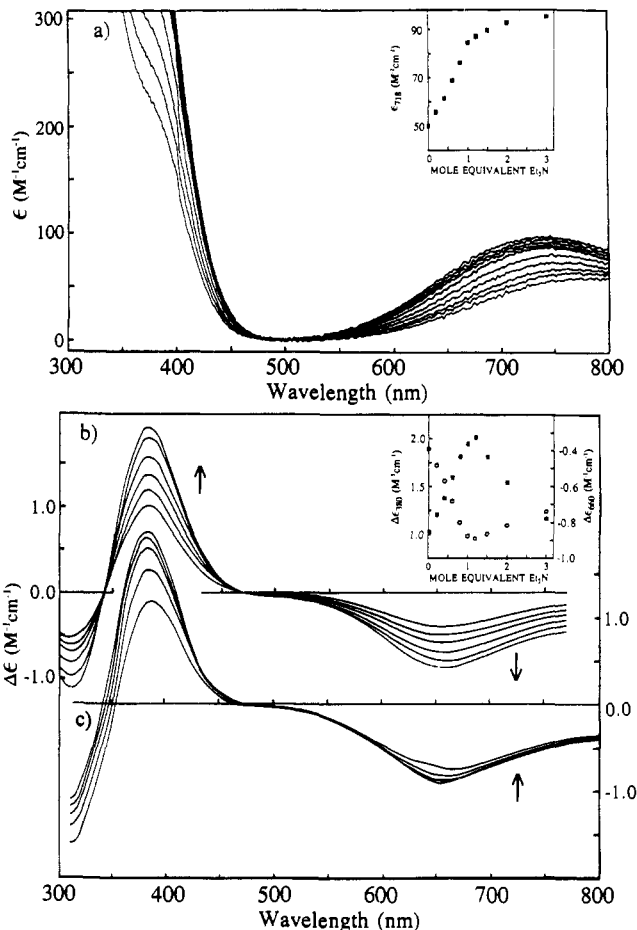 a)
300
200
100
0
ϵ (M⁻¹cm⁻¹)
300 400 500 600 700 800
Wavelength (nm)
90
70
50
ϵ₇₁₈ (M⁻¹cm⁻¹)
0 1 2 3
MOLE EQUIVALENT Et₃N
b)
1.0
0.0
-1.0
Δϵ (M⁻¹cm⁻¹)
2.0
1.5
1.0
Δϵ₃₈₀ (M⁻¹cm⁻¹)
-0.4
-0.6
-0.8
-1.0
Δϵ₆₆₀ (M⁻¹cm⁻¹)
0 1 2 3
MOLE EQUIVALENT Et₃N
c)
1.0
0.0
-1.0
300 400 500 600 700 800
Wavelength (nm)